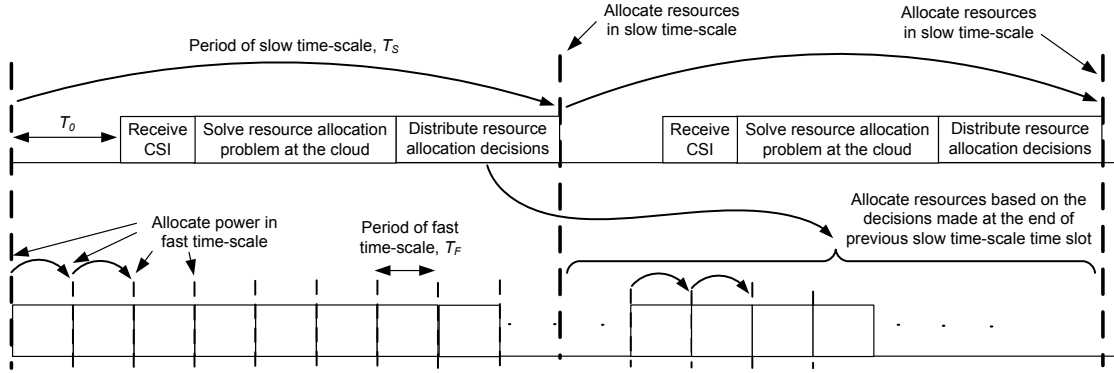 Allocate resources
in slow time-scale
Allocate resources
in slow time-scale
Period of slow time-scale, T_S
T_0
Receive
CSI
Solve resource allocation
problem at the cloud
Distribute resource
allocation decisions
Receive
CSI
Solve resource allocation
problem at the cloud
Distribute resource
allocation decisions
Allocate power in
fast time-scale
Period of fast
time-scale, T_F
Allocate resources based on the
decisions made at the end of
previous slow time-scale time slot
. . .
. . . .